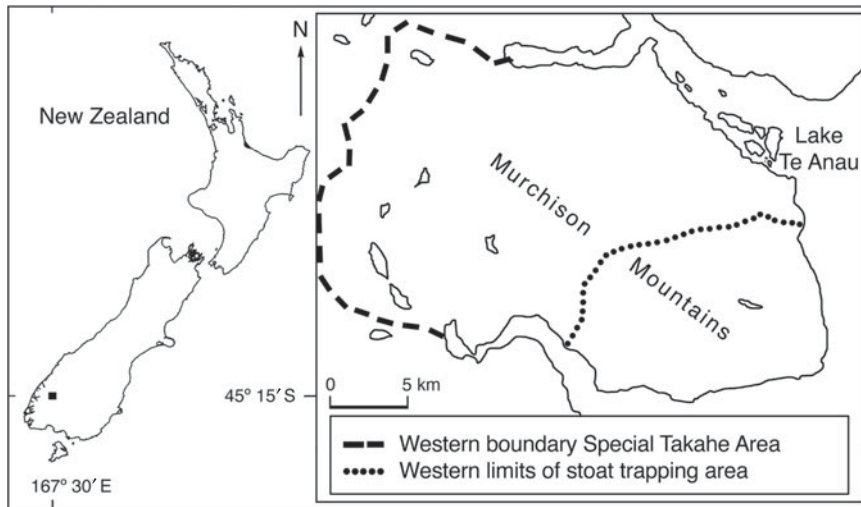 New Zealand
N
45° 15′ S
167° 30′ E
Murchison
Mountains
Lake
Te Anau
0 5 km
Western boundary Special Takahe Area
Western limits of stoat trapping area